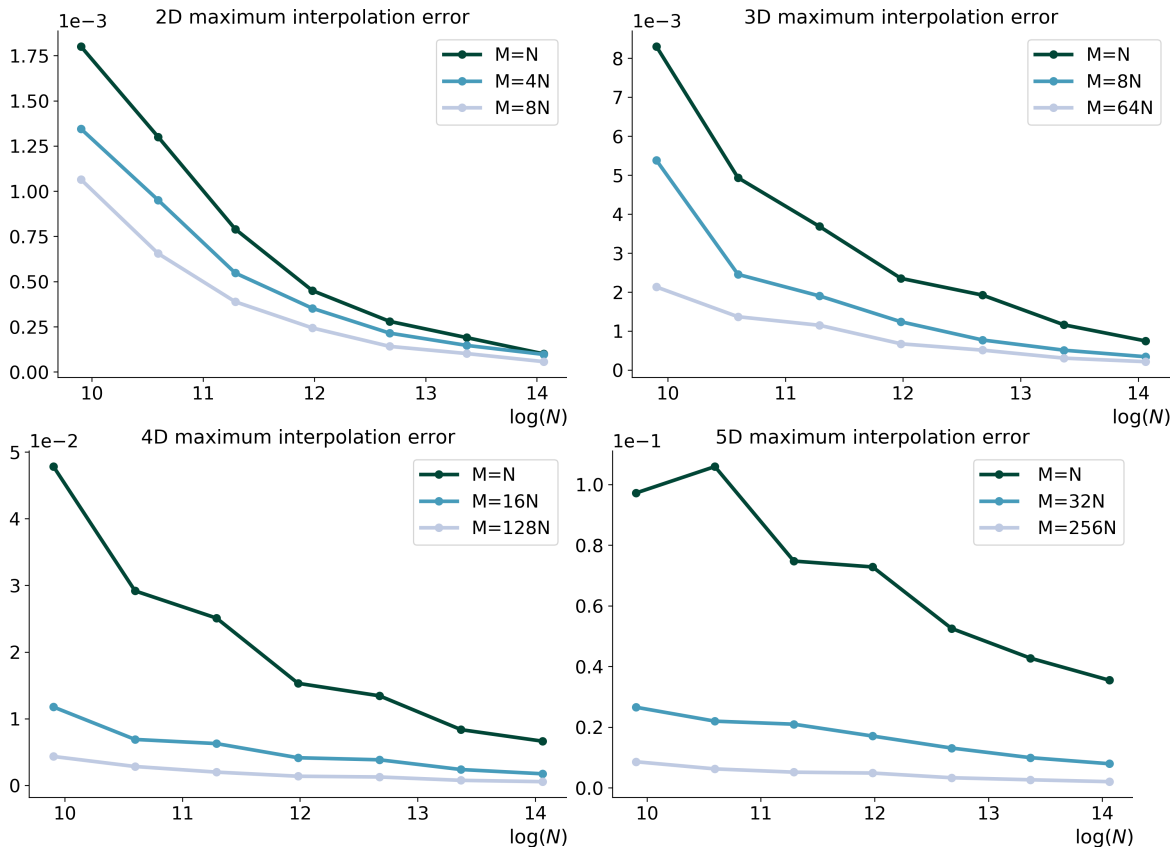 2D maximum interpolation error
1e−3
M=N
M=4N
M=8N
1.75
1.50
1.25
1.00
0.75
0.50
0.25
0.00
10 11 12 13 14
log(N)
3D maximum interpolation error
1e−3
M=N
M=8N
M=64N
8
7
6
5
4
3
2
1
0
10 11 12 13 14
log(N)
4D maximum interpolation error
1e−2
M=N
M=16N
M=128N
5
4
3
2
1
0
10 11 12 13 14
log(N)
5D maximum interpolation error
1e−1
M=N
M=32N
M=256N
1.0
0.8
0.6
0.4
0.2
0.0
10 11 12 13 14
log(N)